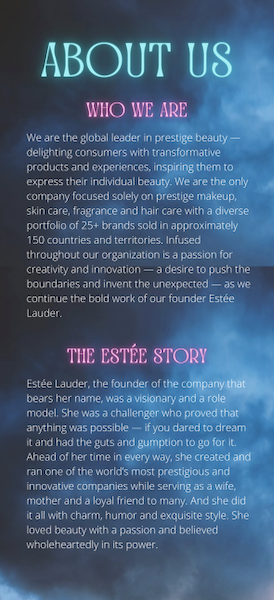 ABOUT US
WHO WE ARE
We are the global leader in prestige beauty —
delighting consumers with transformative
products and experiences, inspiring them to
express their individual beauty. We are the only
company focused solely on prestige makeup,
skin care, fragrance and hair care with a diverse
portfolio of 25+ brands sold in approximately
150 countries and territories. Infused
throughout our organization is a passion for
creativity and innovation — a desire to push the
boundaries and invent the unexpected — as we
continue the bold work of our founder Estée
Lauder.
THE ESTÉE STORY
Estée Lauder, the founder of the company that
bears her name, was a visionary and a role
model. She was a challenger who proved that
anything was possible — if you dared to dream
it and had the guts and gumption to go for it.
Ahead of her time in every way, she created and
ran one of the world's most prestigious and
innovative companies while serving as a wife,
mother and a loyal friend to many. And she did
it all with charm, humor and exquisite style. She
loved beauty with a passion and believed
wholeheartedly in its power.